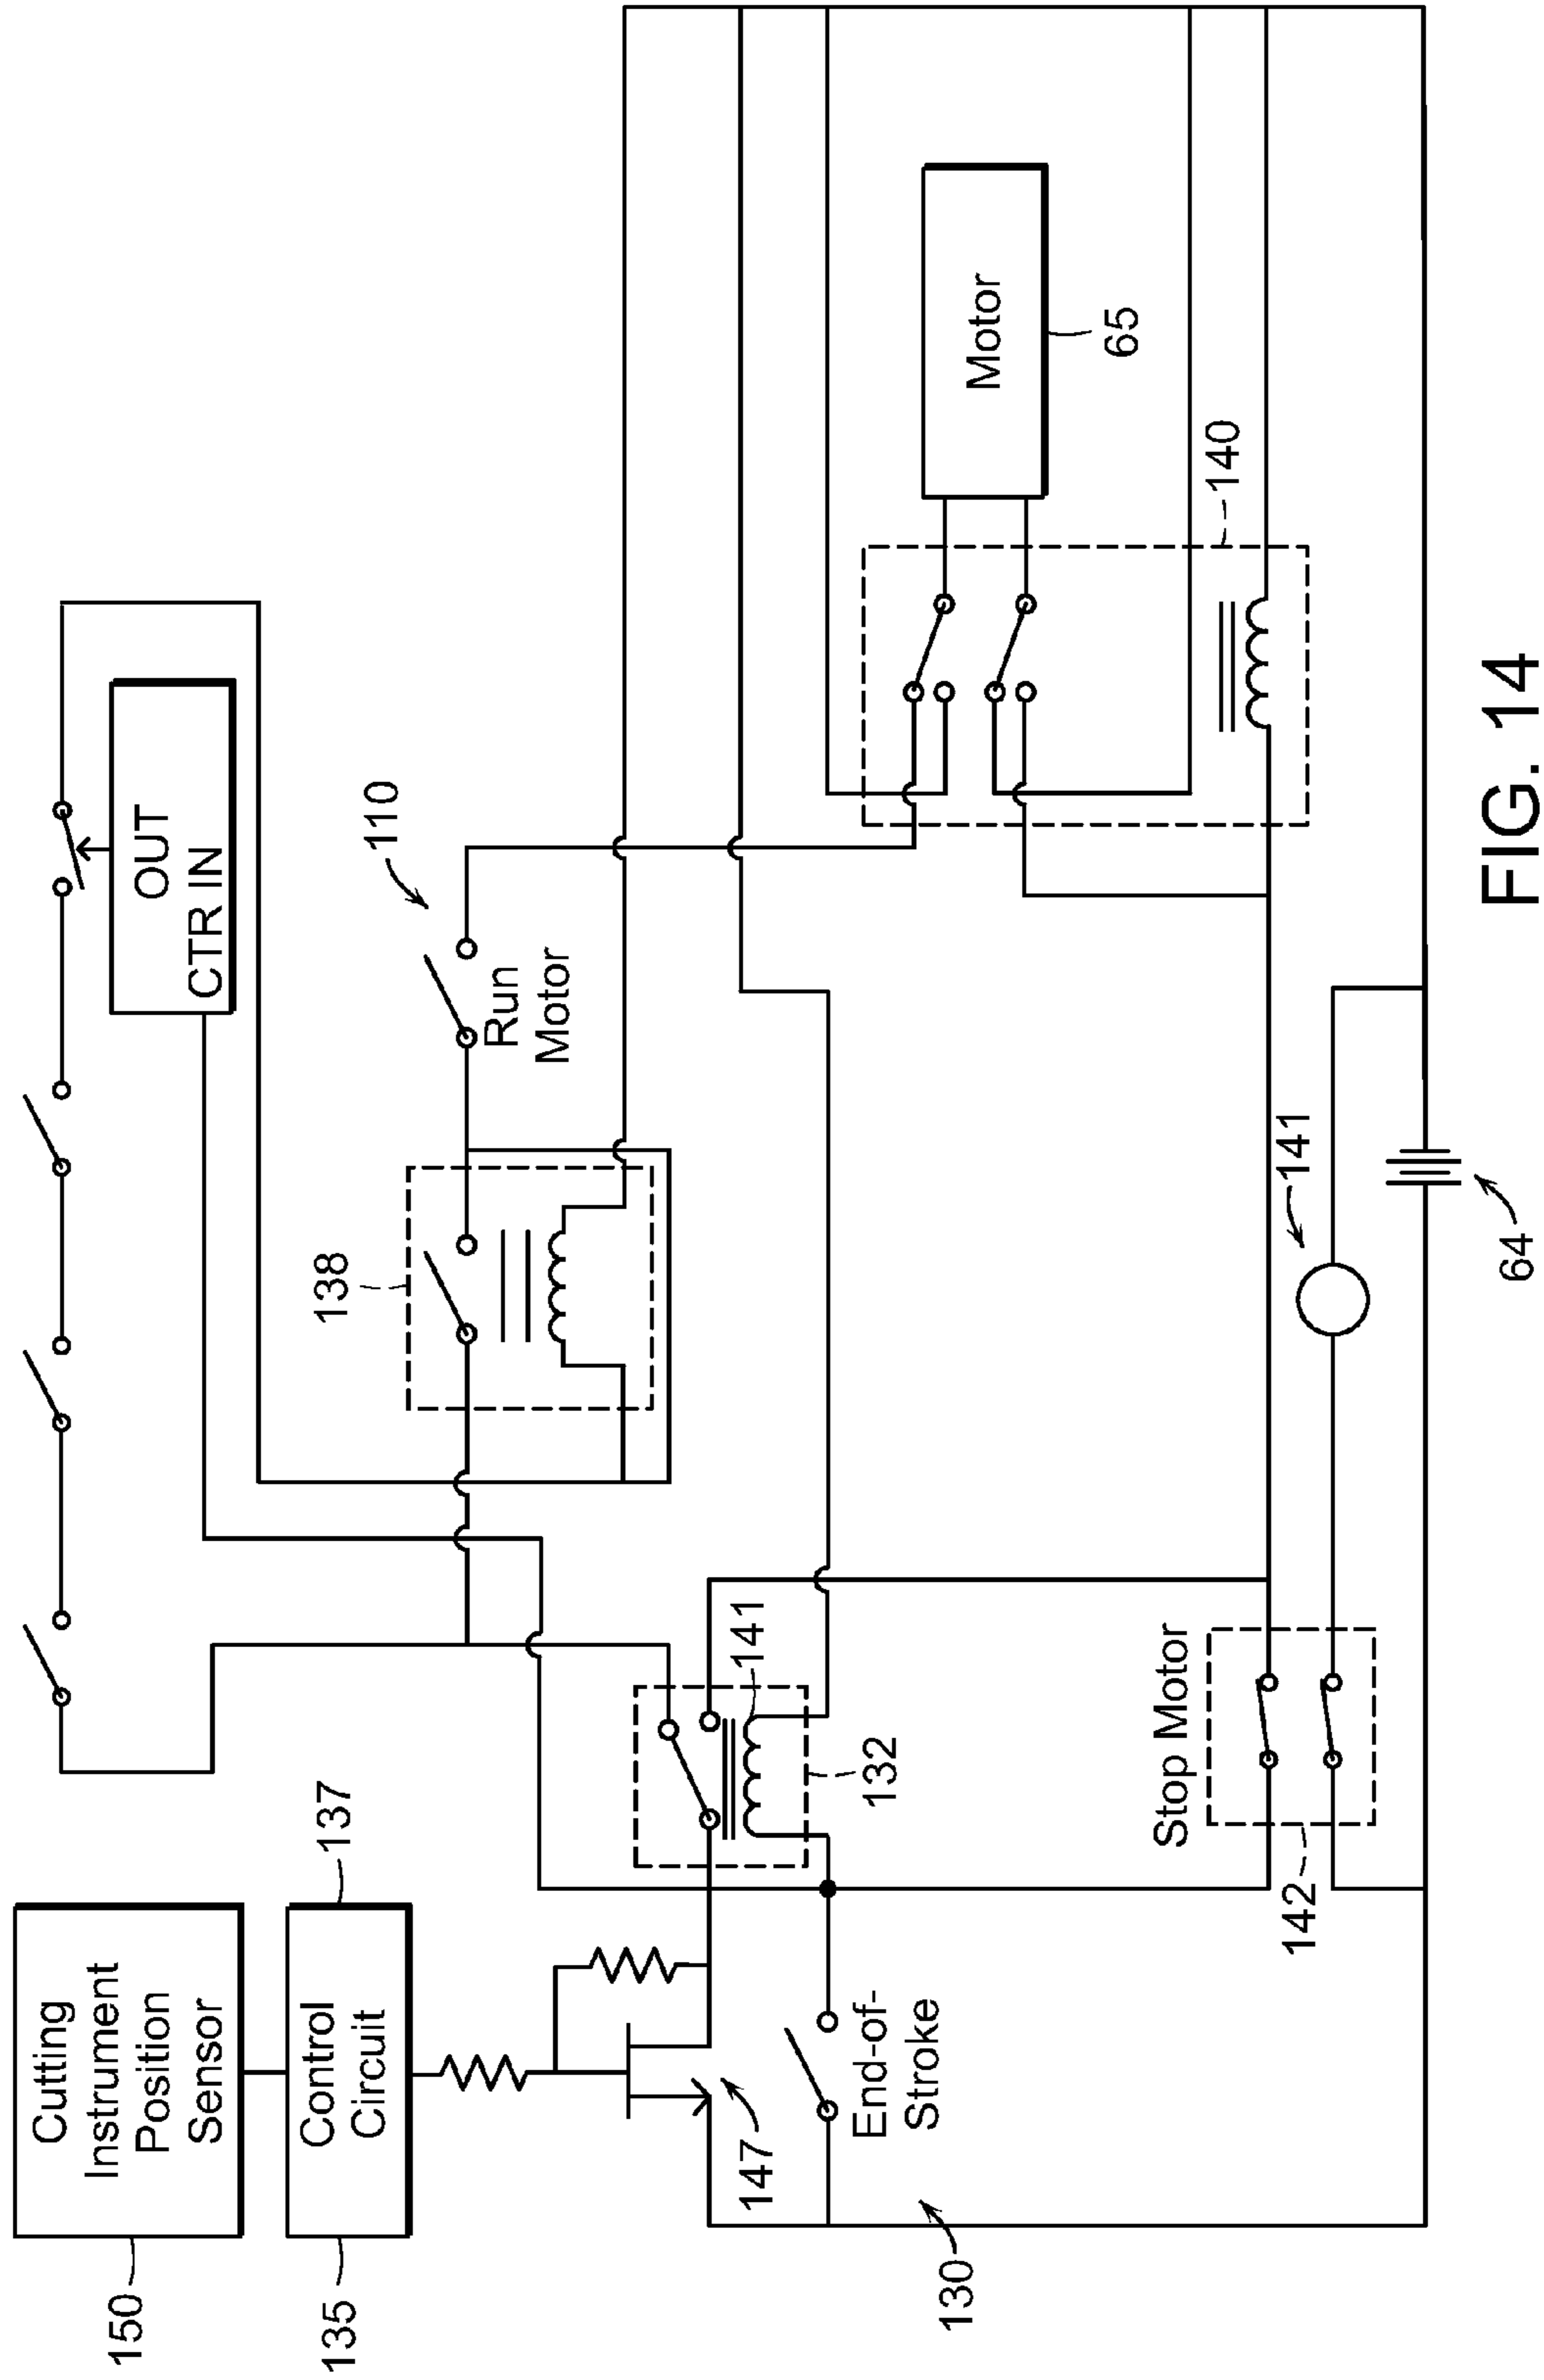 150
Cutting
Instrument
Position
Sensor
135
137
Control
Circuit
147
130
End-of-
Stroke
132
141
142
Stop Motor
138
110
Run
Motor
OUT
CTR IN
141
64
140
Motor
65
FIG. 14